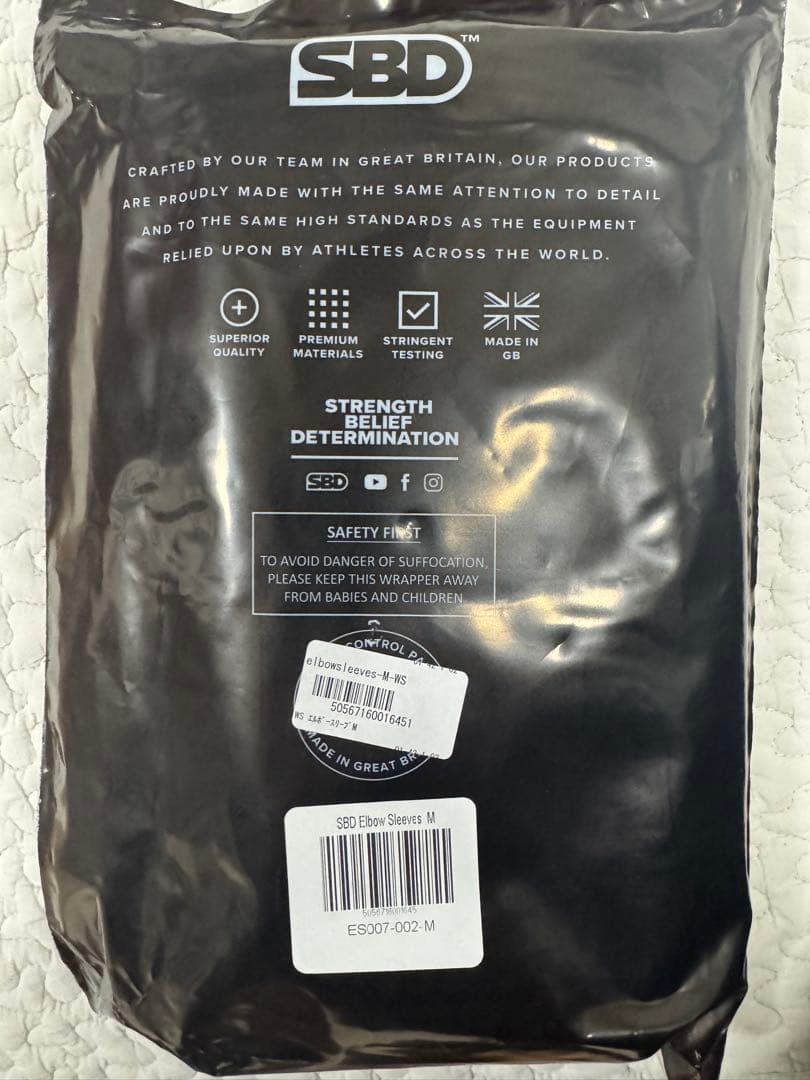 SBD™
CRAFTED BY OUR TEAM IN GREAT BRITAIN, OUR PRODUCTS
ARE PROUDLY MADE WITH THE SAME ATTENTION TO DETAIL
AND TO THE SAME HIGH STANDARDS AS THE EQUIPMENT
RELIED UPON BY ATHLETES ACROSS THE WORLD.
SUPERIOR
QUALITY
PREMIUM
MATERIALS
STRINGENT
TESTING
MADE IN
GB
STRENGTH
BELIEF
DETERMINATION
SBD
SAFETY FIRST
TO AVOID DANGER OF SUFFOCATION,
PLEASE KEEP THIS WRAPPER AWAY
FROM BABIES AND CHILDREN
CONTROL
elbowsleeves-M-WS
50567160016451
WS ｴﾙﾎﾞｰｽﾘｰﾌﾞ M
MADE IN GREAT
SBD Elbow Sleeves M
ES007-002-M